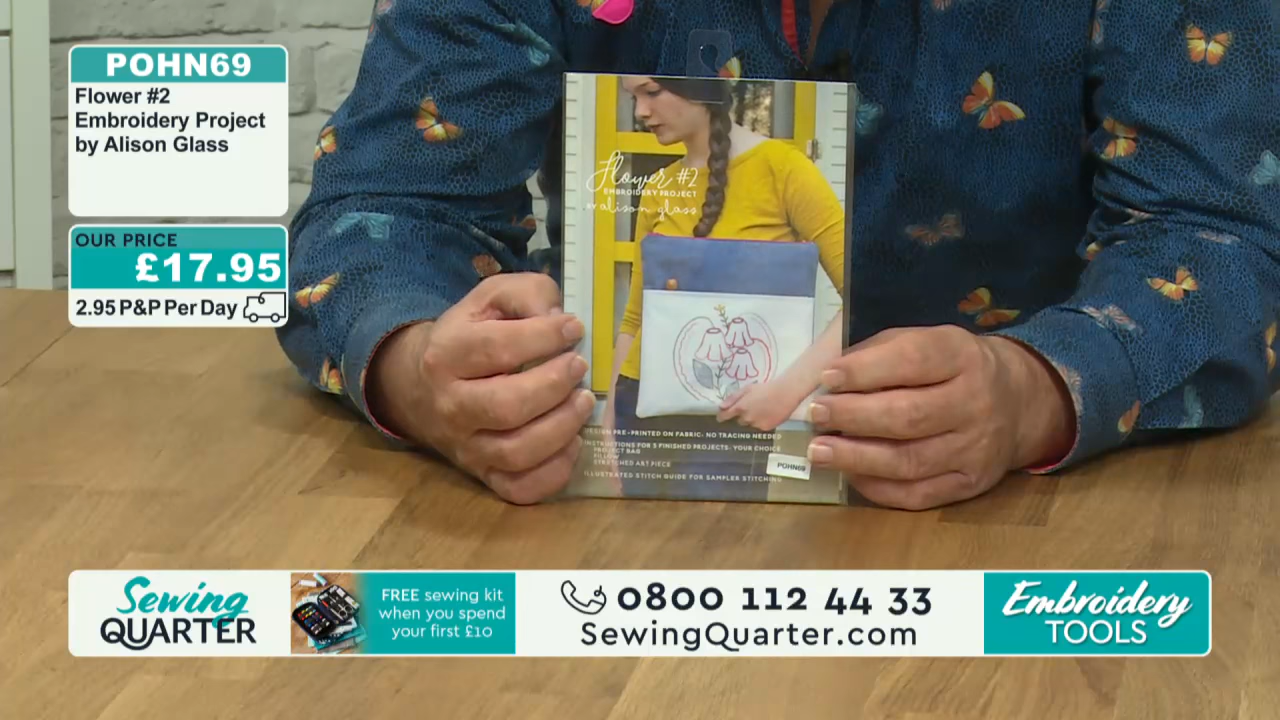 POHN69
Flower #2
Embroidery Project
by Alison Glass
OUR PRICE
£17.95
2.95 P&P Per Day
Flower #2
EMBROIDERY PROJECT
BY alison glass
DESIGN PRE-PRINTED ON FABRIC: NO TRACING NEEDED
INSTRUCTIONS FOR 3 FINISHED PROJECTS: YOUR CHOICE
PROJECT BAG
PILLOW
STRETCHED ART PIECE
ILLUSTRATED STITCH GUIDE FOR SAMPLER STITCHING
POHN69
Sewing
QUARTER
FREE sewing kit
when you spend
your first £10
0800 112 44 33
SewingQuarter.com
Embroidery
TOOLS